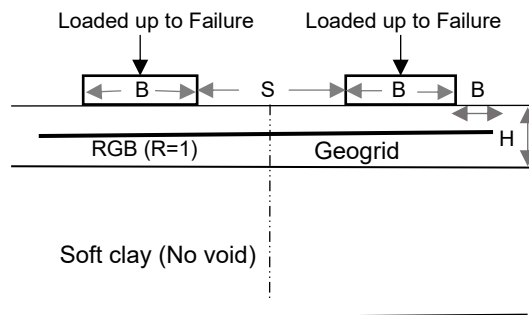 Loaded up to Failure Loaded up to Failure
B S B B
H
RGB (R=1) Geogrid
Soft clay (No void)